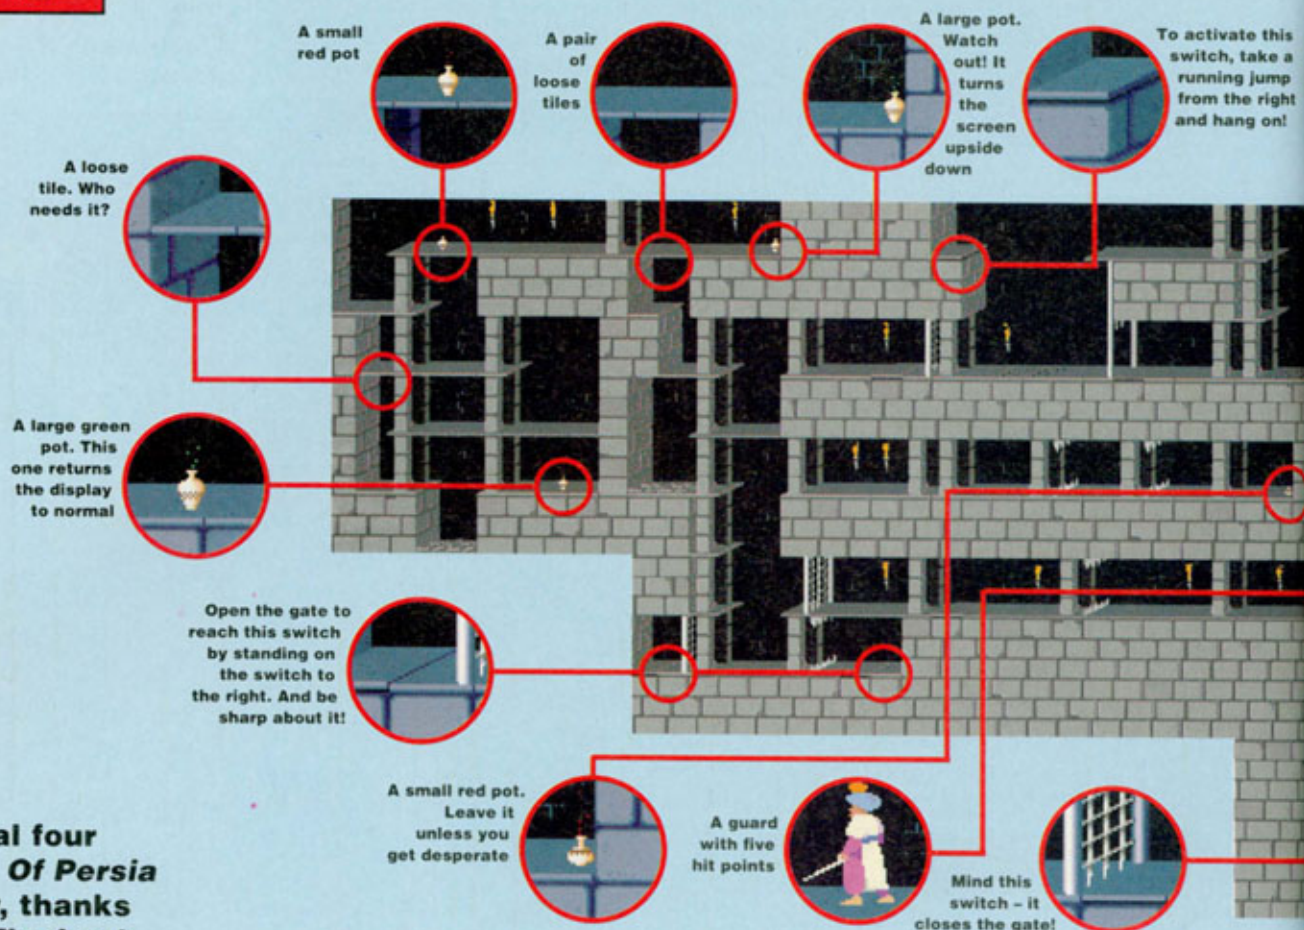 A small
red pot
A pair
of
loose
tiles
A large pot.
Watch
out! It
turns
the
screen
upside
down
To activate this
switch, take a
running jump
from the right
and hang on!
A loose
tile. Who
needs it?
A large green
pot. This
one returns
the display
to normal
Open the gate to
reach this switch
by standing on
the switch to
the right. And be
sharp about it!
A small red pot.
Leave it
unless you
get desperate
A guard
with five
hit points
Mind this
switch – it
closes the gate!
al four
Of Persia
, thanks